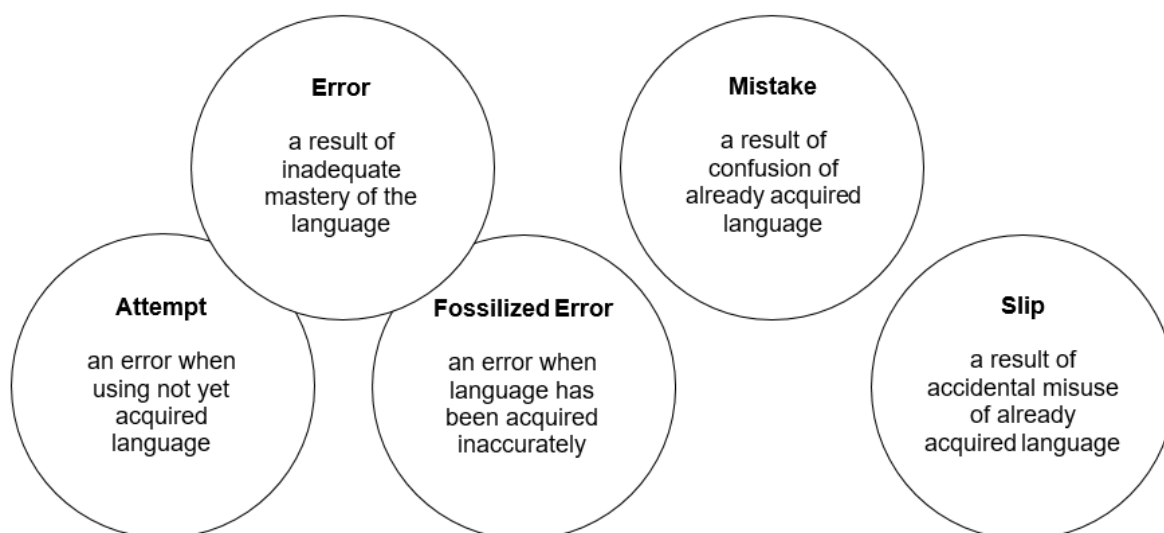 Error
a result of
inadequate
mastery of the
language
Mistake
a result of
confusion of
already acquired
language
Attempt
an error when
using not yet
acquired
language
Fossilized Error
an error when
language has
been acquired
inaccurately
Slip
a result of
accidental misuse
of already
acquired language